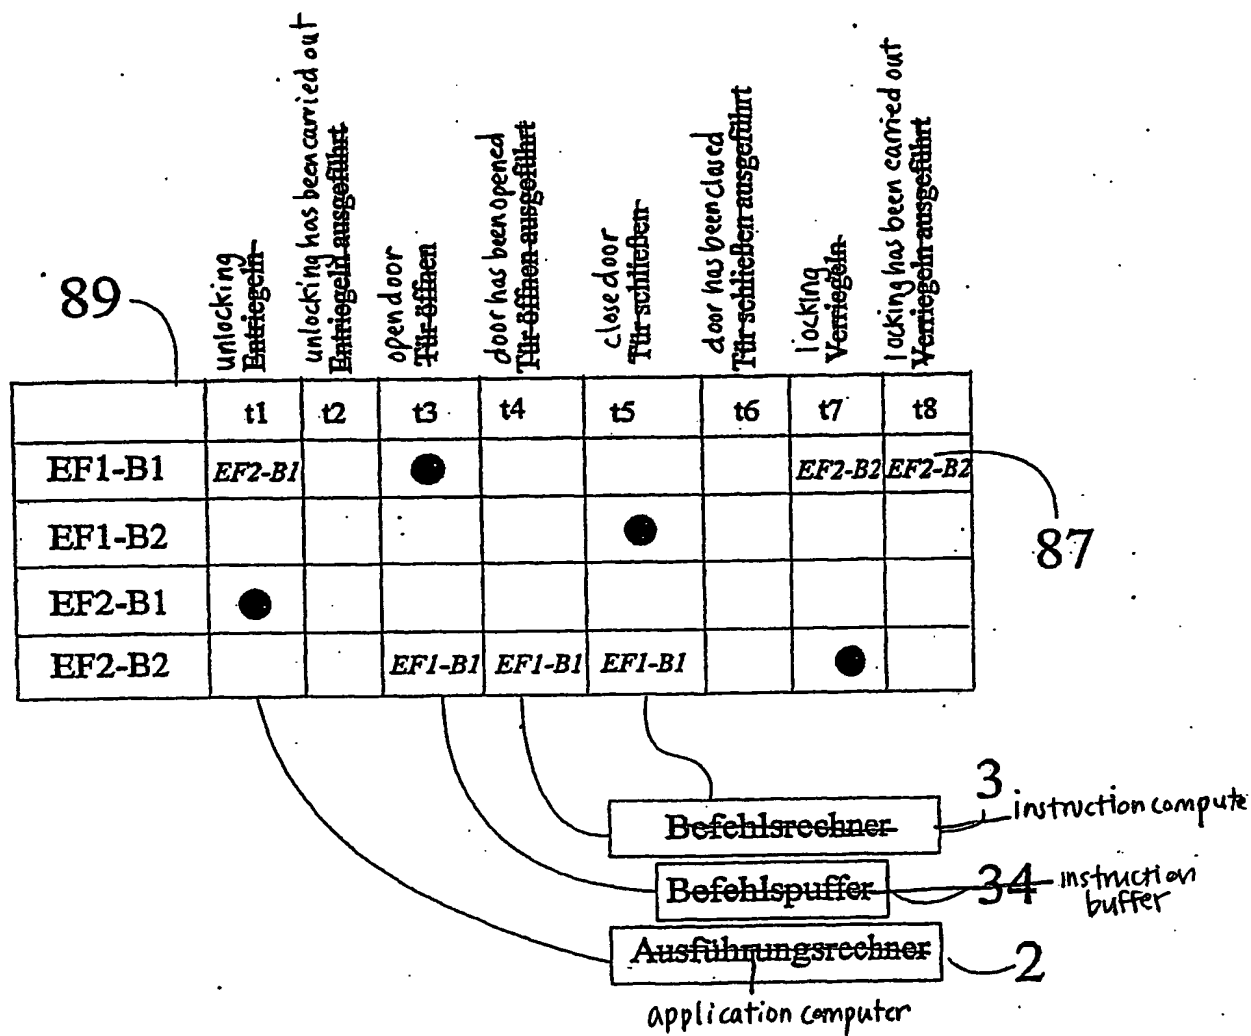 unlocking
Entriegeln
unlocking has been carried out
Entriegeln ausgeführt
open door
Tür öffnen
door has been opened
Tür öffnen ausgeführt
close door
Tür schließen
door has been closed
Tür schließen ausgeführt
locking
Verriegeln
locking has been carried out
Verriegeln ausgeführt
89
t1 t2 t3 t4 t5 t6 t7 t8
EF1-B1 EF2-B1 EF2-B2 EF2-B2
EF1-B2
87
EF2-B1
EF2-B2 EF1-B1 EF1-B1 EF1-B1
Befehlsrechner 3 instruction compute
Befehlspuffer 34 instruction
buffer
Ausführungsrechner 2
application computer